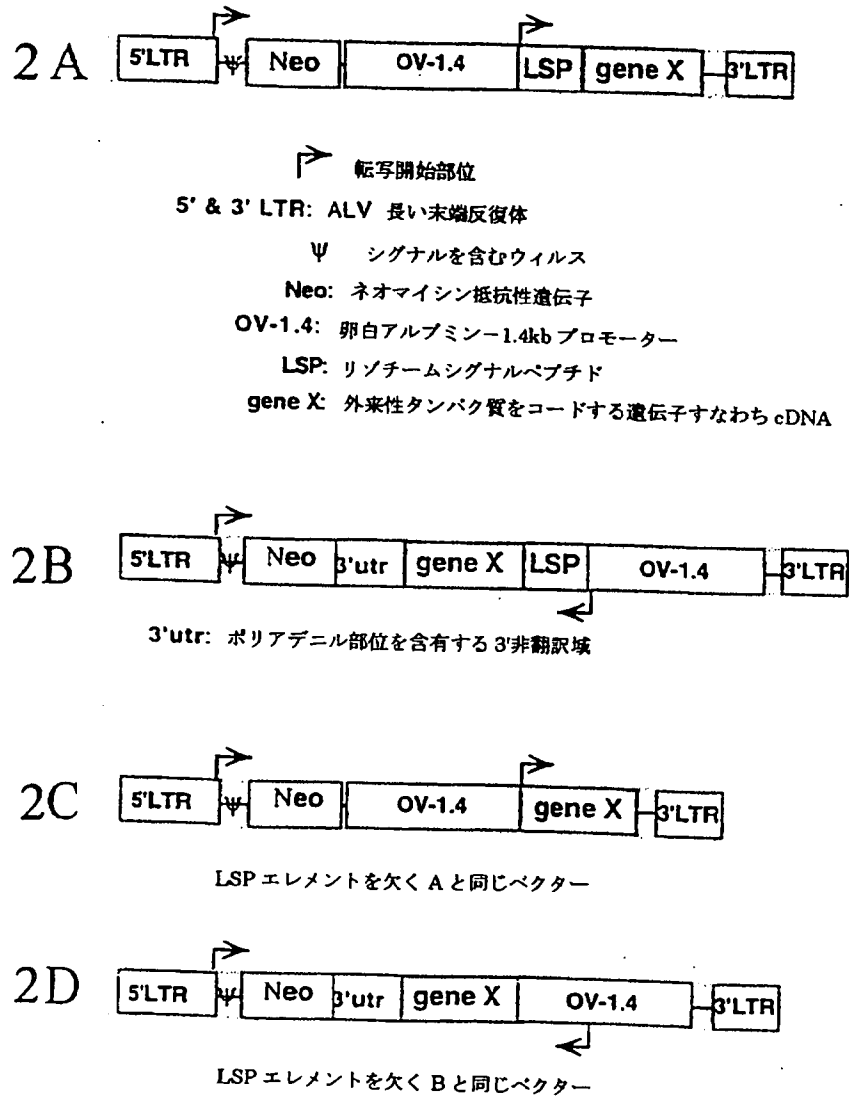 2A 5'LTR ψ Neo OV-1.4 LSP gene X 3'LTR
転写開始部位
5' & 3' LTR: ALV 長い末端反復体
ψ シグナルを含むウィルス
Neo: ネオマイシン抵抗性遺伝子
OV-1.4: 卵白アルブミン−1.4kb プロモーター
LSP: リゾチームシグナルペプチド
gene X: 外来性タンパク質をコードする遺伝子すなわち cDNA
2B 5'LTR ψ Neo 3'utr gene X LSP OV-1.4 3'LTR
3'utr: ポリアデニル部位を含有する 3'非翻訳域
2C 5'LTR ψ Neo OV-1.4 gene X 3'LTR
LSP エレメントを欠く A と同じベクター
2D 5'LTR ψ Neo 3'utr gene X OV-1.4 3'LTR
LSP エレメントを欠く B と同じベクター